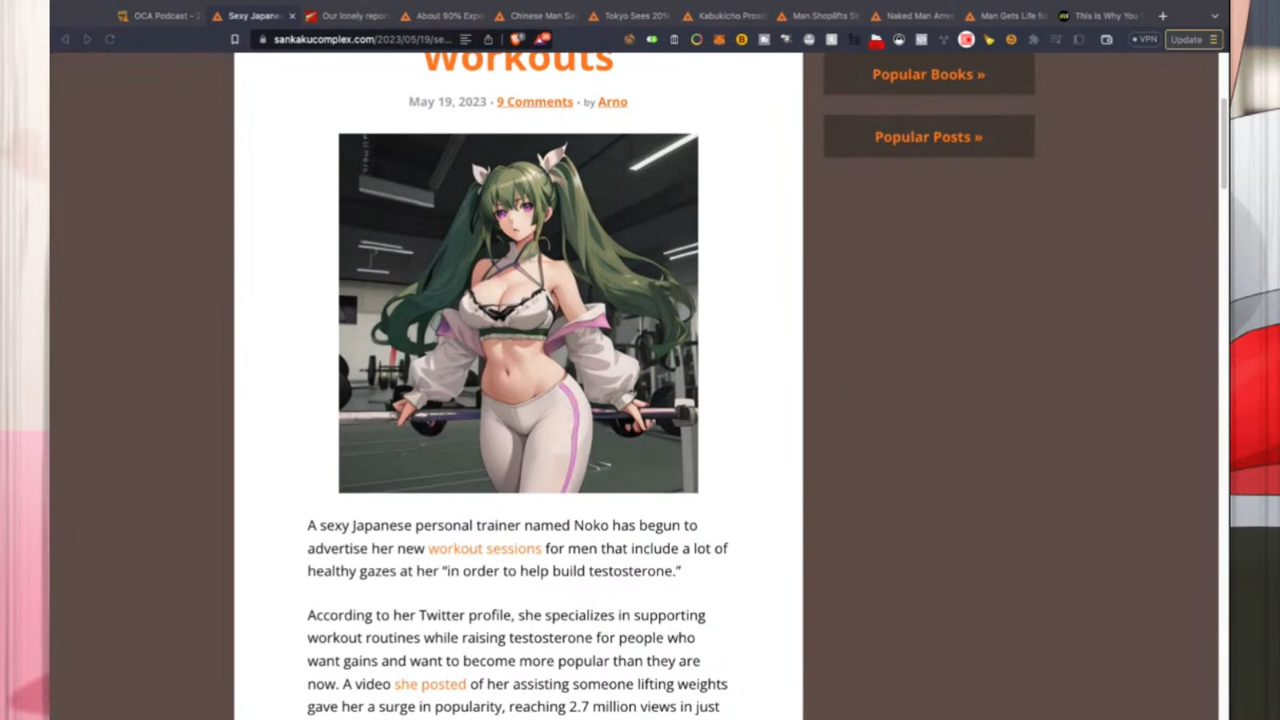 OCA Podcast - 2
Sexy Japane
Our lonely repor
About 90% Exp
Chinese Man Sa
Tokyo Sees 20%
Kabukicho Prosti
Man Shoplifts S
Naked Man Arre
Man Gets Life fo
This Is Why You
sankakucomplex.com/2023/05/19/se...
VPN
Update
Workouts
May 19, 2023 · 9 Comments · by Arno
Popular Books »
Popular Posts »
A sexy Japanese personal trainer named Noko has begun to
advertise her new workout sessions for men that include a lot of
healthy gazes at her “in order to help build testosterone.”
According to her Twitter profile, she specializes in supporting
workout routines while raising testosterone for people who
want gains and want to become more popular than they are
now. A video she posted of her assisting someone lifting weights
gave her a surge in popularity, reaching 2.7 million views in just